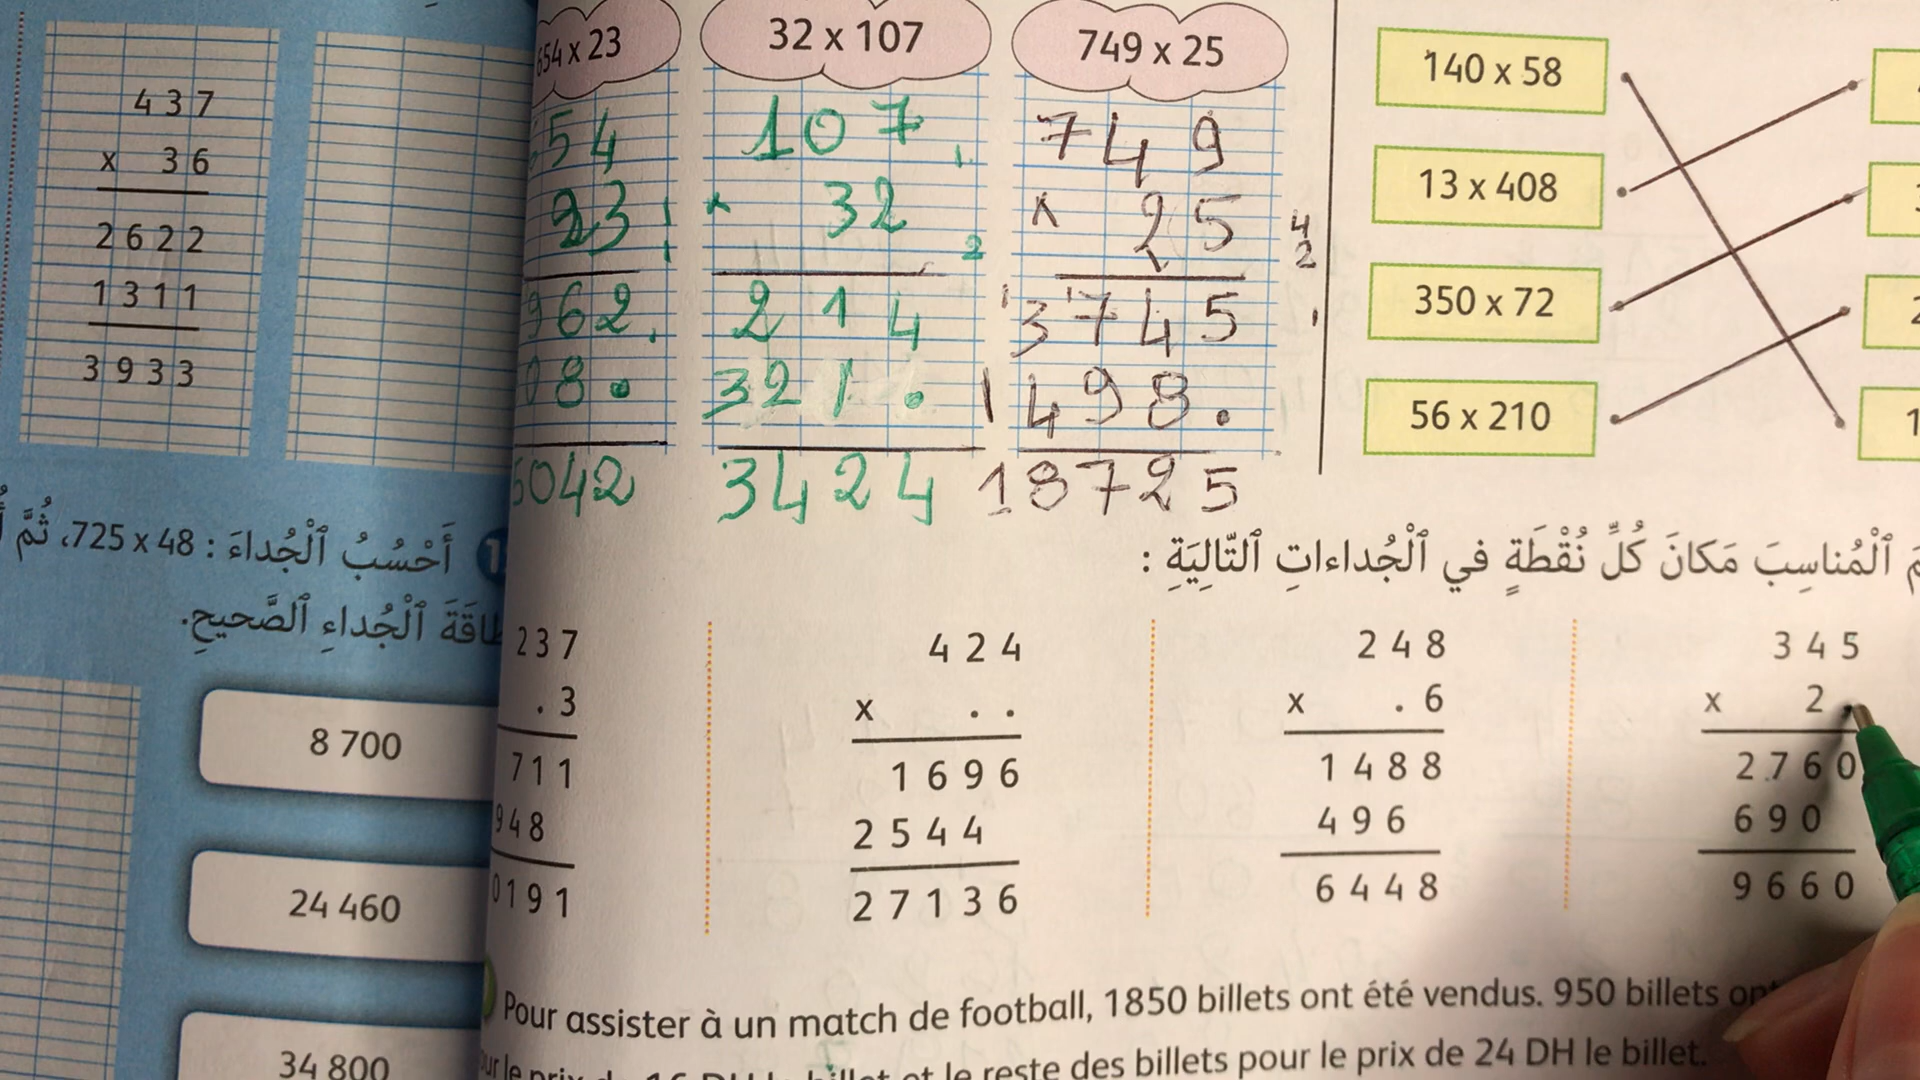 437
x 36
2622
1311
3933
أَحْسُبُ ٱلْجُداءَ : 725 x 48، ثُمَّ
ٱلْجُداءِ ٱلصَّحيحِ.
8 700
24 460
34 800
654 x 23
54
23
962
08.
5042
32 x 107
107
x 32
214
321.
3424
749 x 25
749
x 25
3745
1498.
18725
140 x 58
13 x 408
350 x 72
56 x 210
ٱلْمُناسِبَ مَكانَ كُلِّ نُقْطَةٍ في ٱلْجُداءاتِ ٱلتّالِيَةِ :
237
. 3
711
948
0191
424
x . .
1696
2544
27136
248
x . 6
1488
496
6448
345
x 2 .
2760
690
9660
Pour assister à un match de football, 1850 billets ont été vendus. 950 billets
le prix de 16 DH le billet et le reste des billets pour le prix de 24 DH le billet.